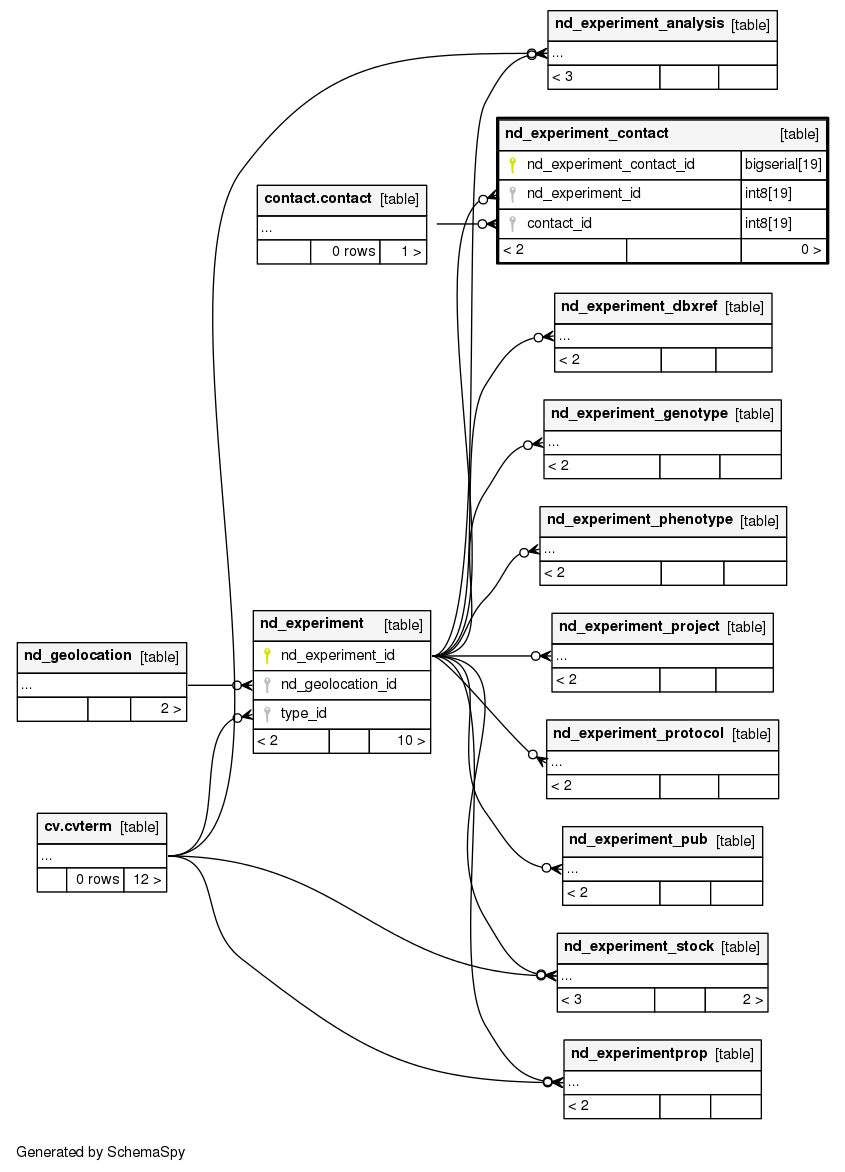 nd_experiment_analysis [table]
...
< 3
nd_experiment_contact [table]
nd_experiment_contact_id bigserial[19]
nd_experiment_id int8[19]
contact_id int8[19]
< 2 0 >
contact.contact [table]
...
0 rows 1 >
nd_experiment_dbxref [table]
...
< 2
nd_experiment_genotype [table]
...
< 2
nd_experiment_phenotype [table]
...
< 2
nd_experiment [table]
nd_experiment_id
nd_geolocation_id
type_id
< 2 10 >
nd_experiment_project [table]
...
< 2
nd_geolocation [table]
...
2 >
nd_experiment_protocol [table]
...
< 2
cv.cvterm [table]
...
0 rows 12 >
nd_experiment_pub [table]
...
< 2
nd_experiment_stock [table]
...
< 3 2 >
nd_experimentprop [table]
...
< 2
Generated by SchemaSpy